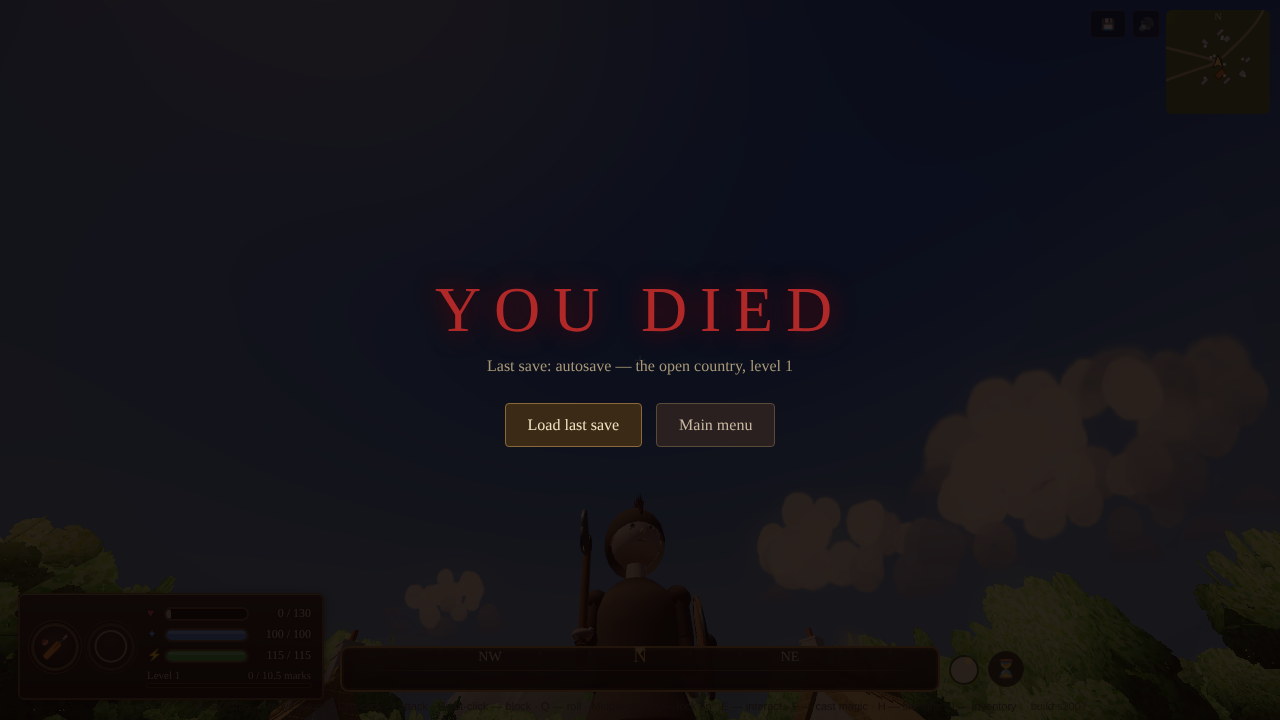 N
YOU DIED
Last save: autosave — the open country, level 1
Load last save
Main menu
0 / 130
100 / 100
115 / 115
Level 1
0 / 10.5 marks
NW
N
NE